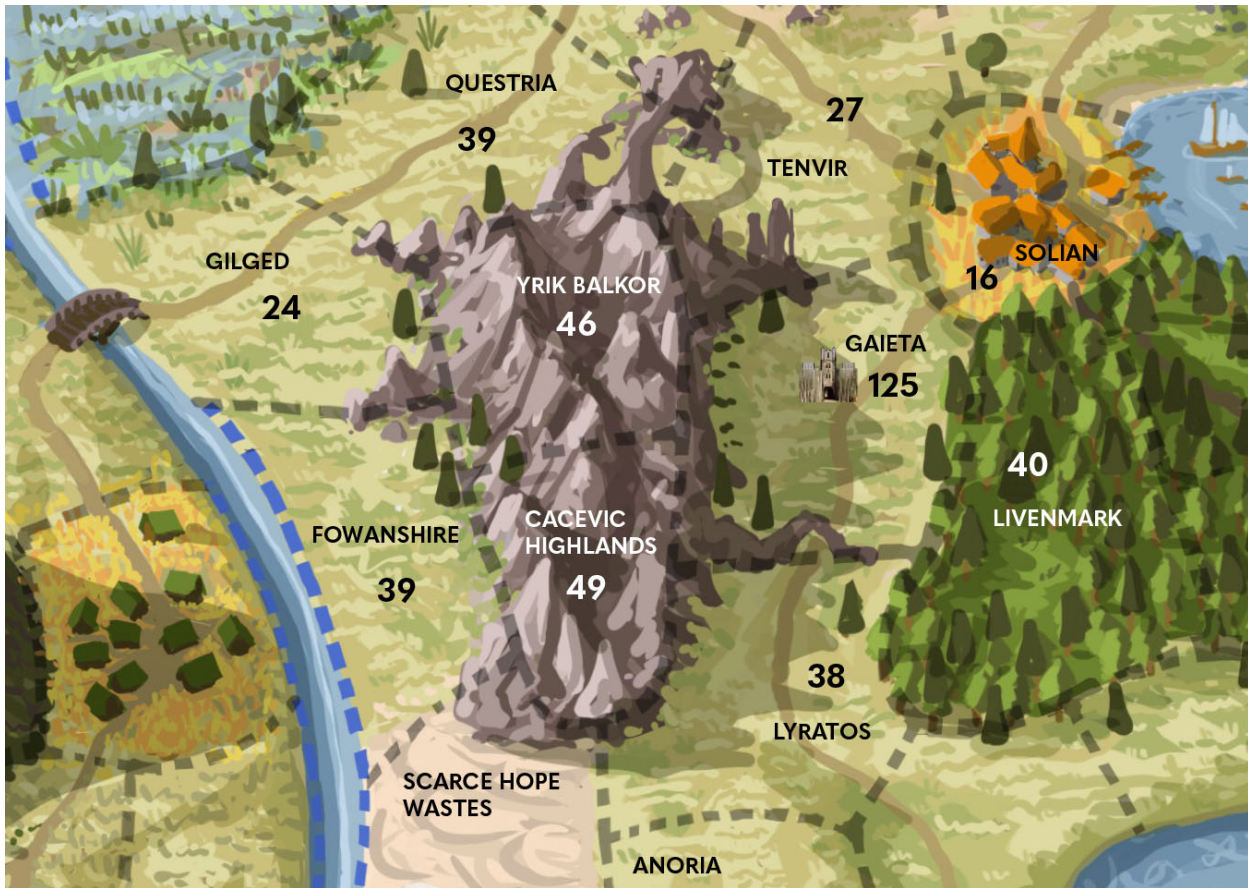 QUESTRIA
39
27
TENVIR
GILGED
24
YRIK BALKOR
46
SOLIAN
16
GAIETA
125
40
LIVENMARK
FOWANSHIRE
39
CACEVIC
HIGHLANDS
49
38
LYRATOS
SCARCE HOPE
WASTES
ANORIA